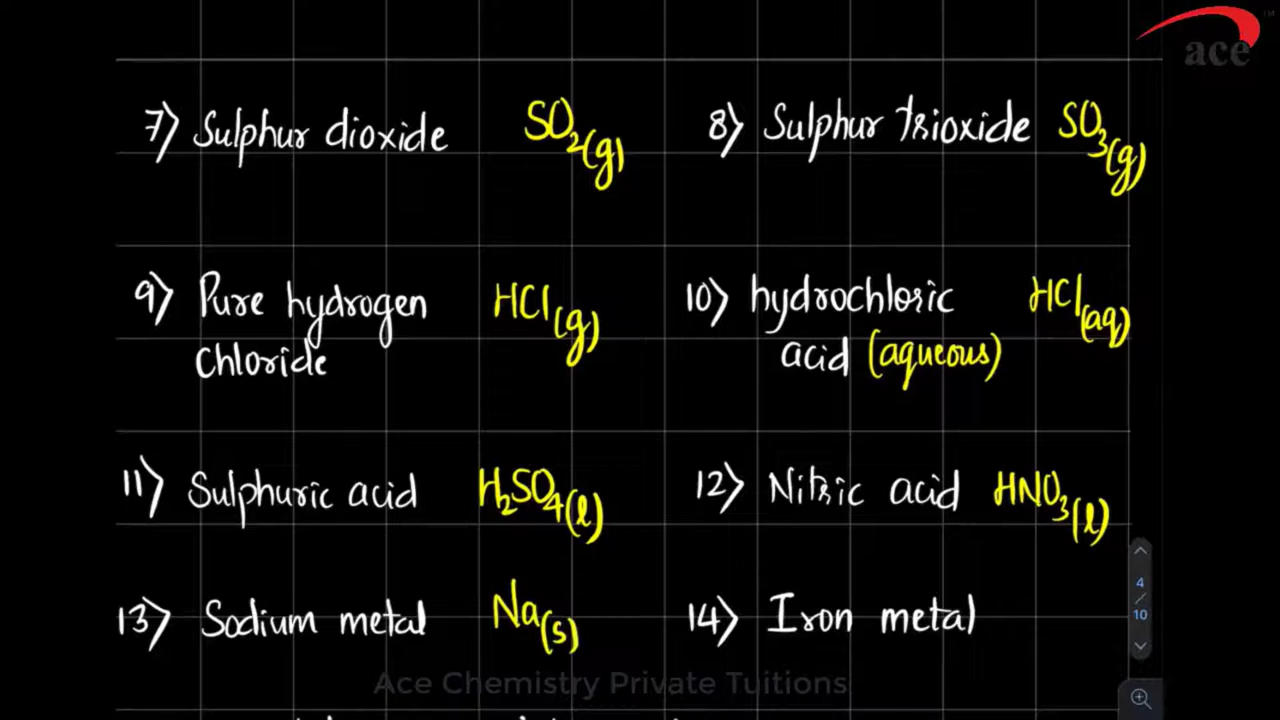 ace
7) Sulphur dioxide SO₂(g) 8) Sulphur trioxide SO₃(g)
9) Pure hydrogen chloride HCl(g) 10) hydrochloric acid (aqueous) HCl(aq)
11) Sulphuric acid H₂SO₄(l) 12) Nitric acid HNO₃(l)
13) Sodium metal Na(s) 14) Iron metal
4
/
10
Ace Chemistry Private Tuitions